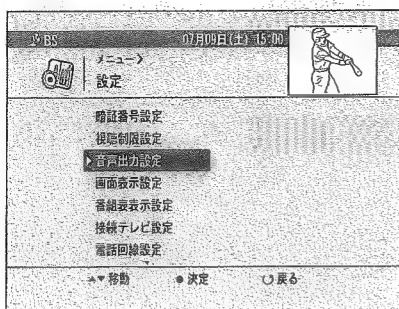 BS 07月09日(土) 15:00
メニュー〉
設定
暗証番号設定
視聴制限設定
音声出力設定
画面表示設定
番組表表示設定
接続テレビ設定
電話回線設定
▲▼移動 ●決定 戻る